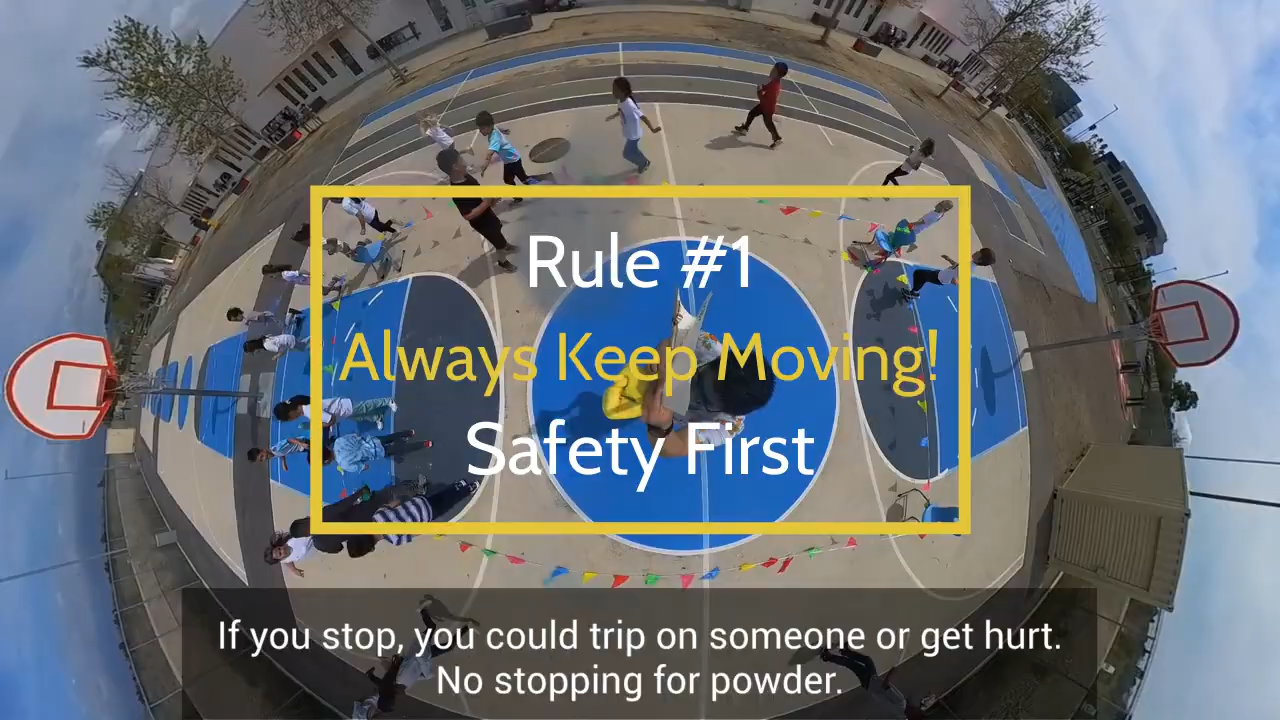 Rule #1
Always Keep Moving!
Safety First
If you stop, you could trip on someone or get hurt.
No stopping for powder.